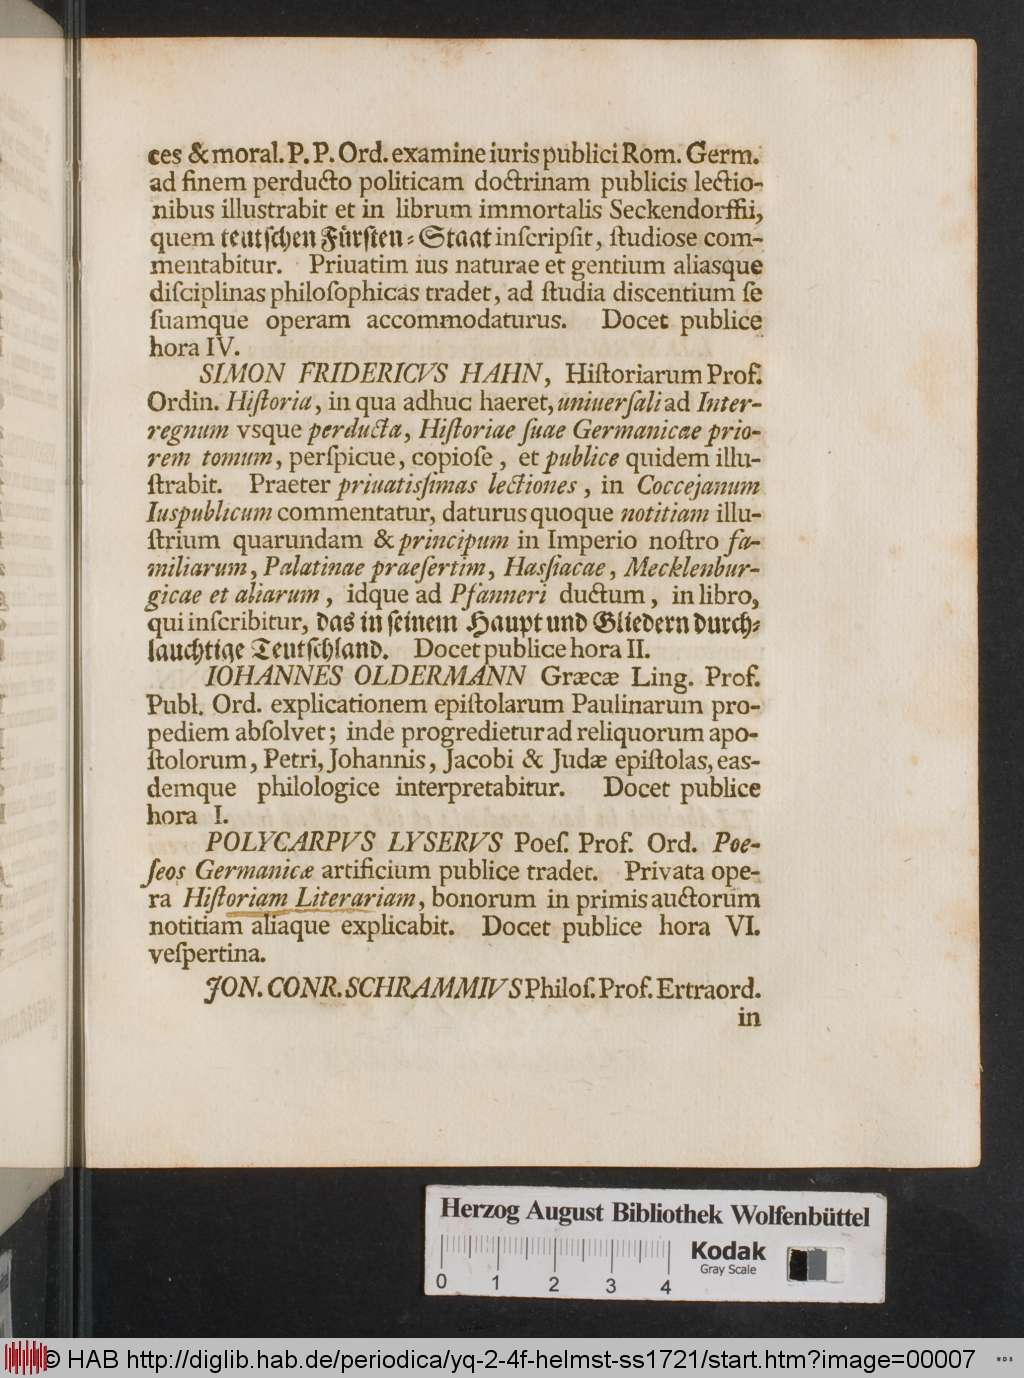 ces & moral. P. P. Ord. examine iuris publici Rom. Germ.
ad finem perducto politicam doctrinam publicis lectio-
nibus illustrabit et in librum immortalis Seckendorffii,
quem teutſchen Fürſten-Staat inſcripſit, ſtudioſe com-
mentabitur. Priuatim ius naturae et gentium aliasque
diſciplinas philoſophicas tradet, ad ſtudia discentium ſe
ſuamque operam accommodaturus. Docet publice
hora IV.
SIMON FRIDERICVS HAHN, Hiſtoriarum Prof.
Ordin. Hiſtoria, in qua adhuc haeret, uniuerſali ad Inter-
regnum vsque perducta, Hiſtoriae ſuae Germanicae prio-
rem tomum, perſpicue, copioſe, et publice quidem illu-
ſtrabit. Praeter priuatisſimas lectiones, in Coccejanum
Iuspublicum commentatur, daturus quoque notitiam illu-
ſtrium quarundam & principum in Imperio noſtro fa-
miliarum, Palatinae praeſertim, Hasſiacae, Mecklenbur-
gicae et aliarum, idque ad Pfanneri ductum, in libro,
qui inſcribitur, das in ſeinem Haupt und Gliedern durch-
lauchtige Teutſchland. Docet publice hora II.
IOHANNES OLDERMANN Græcæ Ling. Prof.
Publ. Ord. explicationem epiſtolarum Paulinarum pro-
pediem abſolvet; inde progredietur ad reliquorum apo-
ſtolorum, Petri, Johannis, Jacobi & Judæ epiſtolas, eas-
demque philologice interpretabitur. Docet publice
hora I.
POLYCARPVS LYSERVS Poeſ. Prof. Ord. Poe-
ſeos Germanicæ artificium publice tradet. Privata ope-
ra Hiſtoriam Literariam, bonorum in primis auctorum
notitiam aliaque explicabit. Docet publice hora VI.
veſpertina.
JON. CONR. SCHRAMMIVS Philoſ. Prof. Ertraord.
in
Herzog August Bibliothek Wolfenbüttel
Kodak
Gray Scale
0 1 2 3 4
© HAB http://diglib.hab.de/periodica/yq-2-4f-helmst-ss1721/start.htm?image=00007